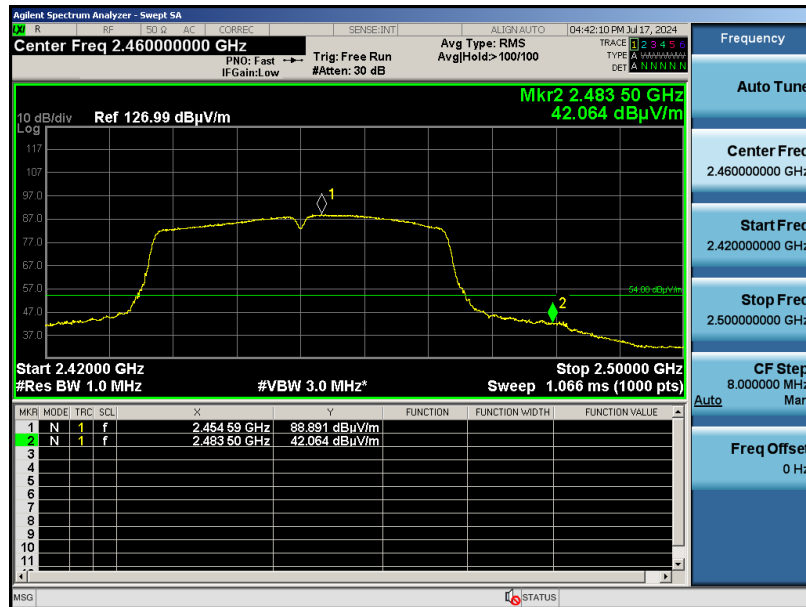 Agilent Spectrum Analyzer - Swept SA
R RF 50 Ω AC CORREC SENSE:INT ALIGN AUTO 04:42:10 PM Jul 17, 2024
Center Freq 2.460000000 GHz
PNO: Fast
IFGain:Low
Trig: Free Run
#Atten: 30 dB
Avg Type: RMS
Avg|Hold:>100/100
TRACE 1 2 3 4 5 6
TYPE A WWWWW
DET A N N N N N
Mkr2 2.483 50 GHz
42.064 dBµV/m
10 dB/div Ref 126.99 dBµV/m
Log
117
107
97.0
87.0
77.0
67.0
57.0
47.0
37.0
1
54.00 dBµV/m
2
Start 2.42000 GHz Stop 2.50000 GHz
#Res BW 1.0 MHz #VBW 3.0 MHz* Sweep 1.066 ms (1000 pts)
MKR MODE TRC SCL X Y FUNCTION FUNCTION WIDTH FUNCTION VALUE
1 N 1 f 2.454 59 GHz 88.891 dBµV/m
2 N 1 f 2.483 50 GHz 42.064 dBµV/m
3
4
5
6
7
8
9
10
11
MSG STATUS
Frequency
Auto Tune
Center Freq
2.460000000 GHz
Start Freq
2.420000000 GHz
Stop Freq
2.500000000 GHz
CF Step
8.000000 MHz
Auto Man
Freq Offset
0 Hz